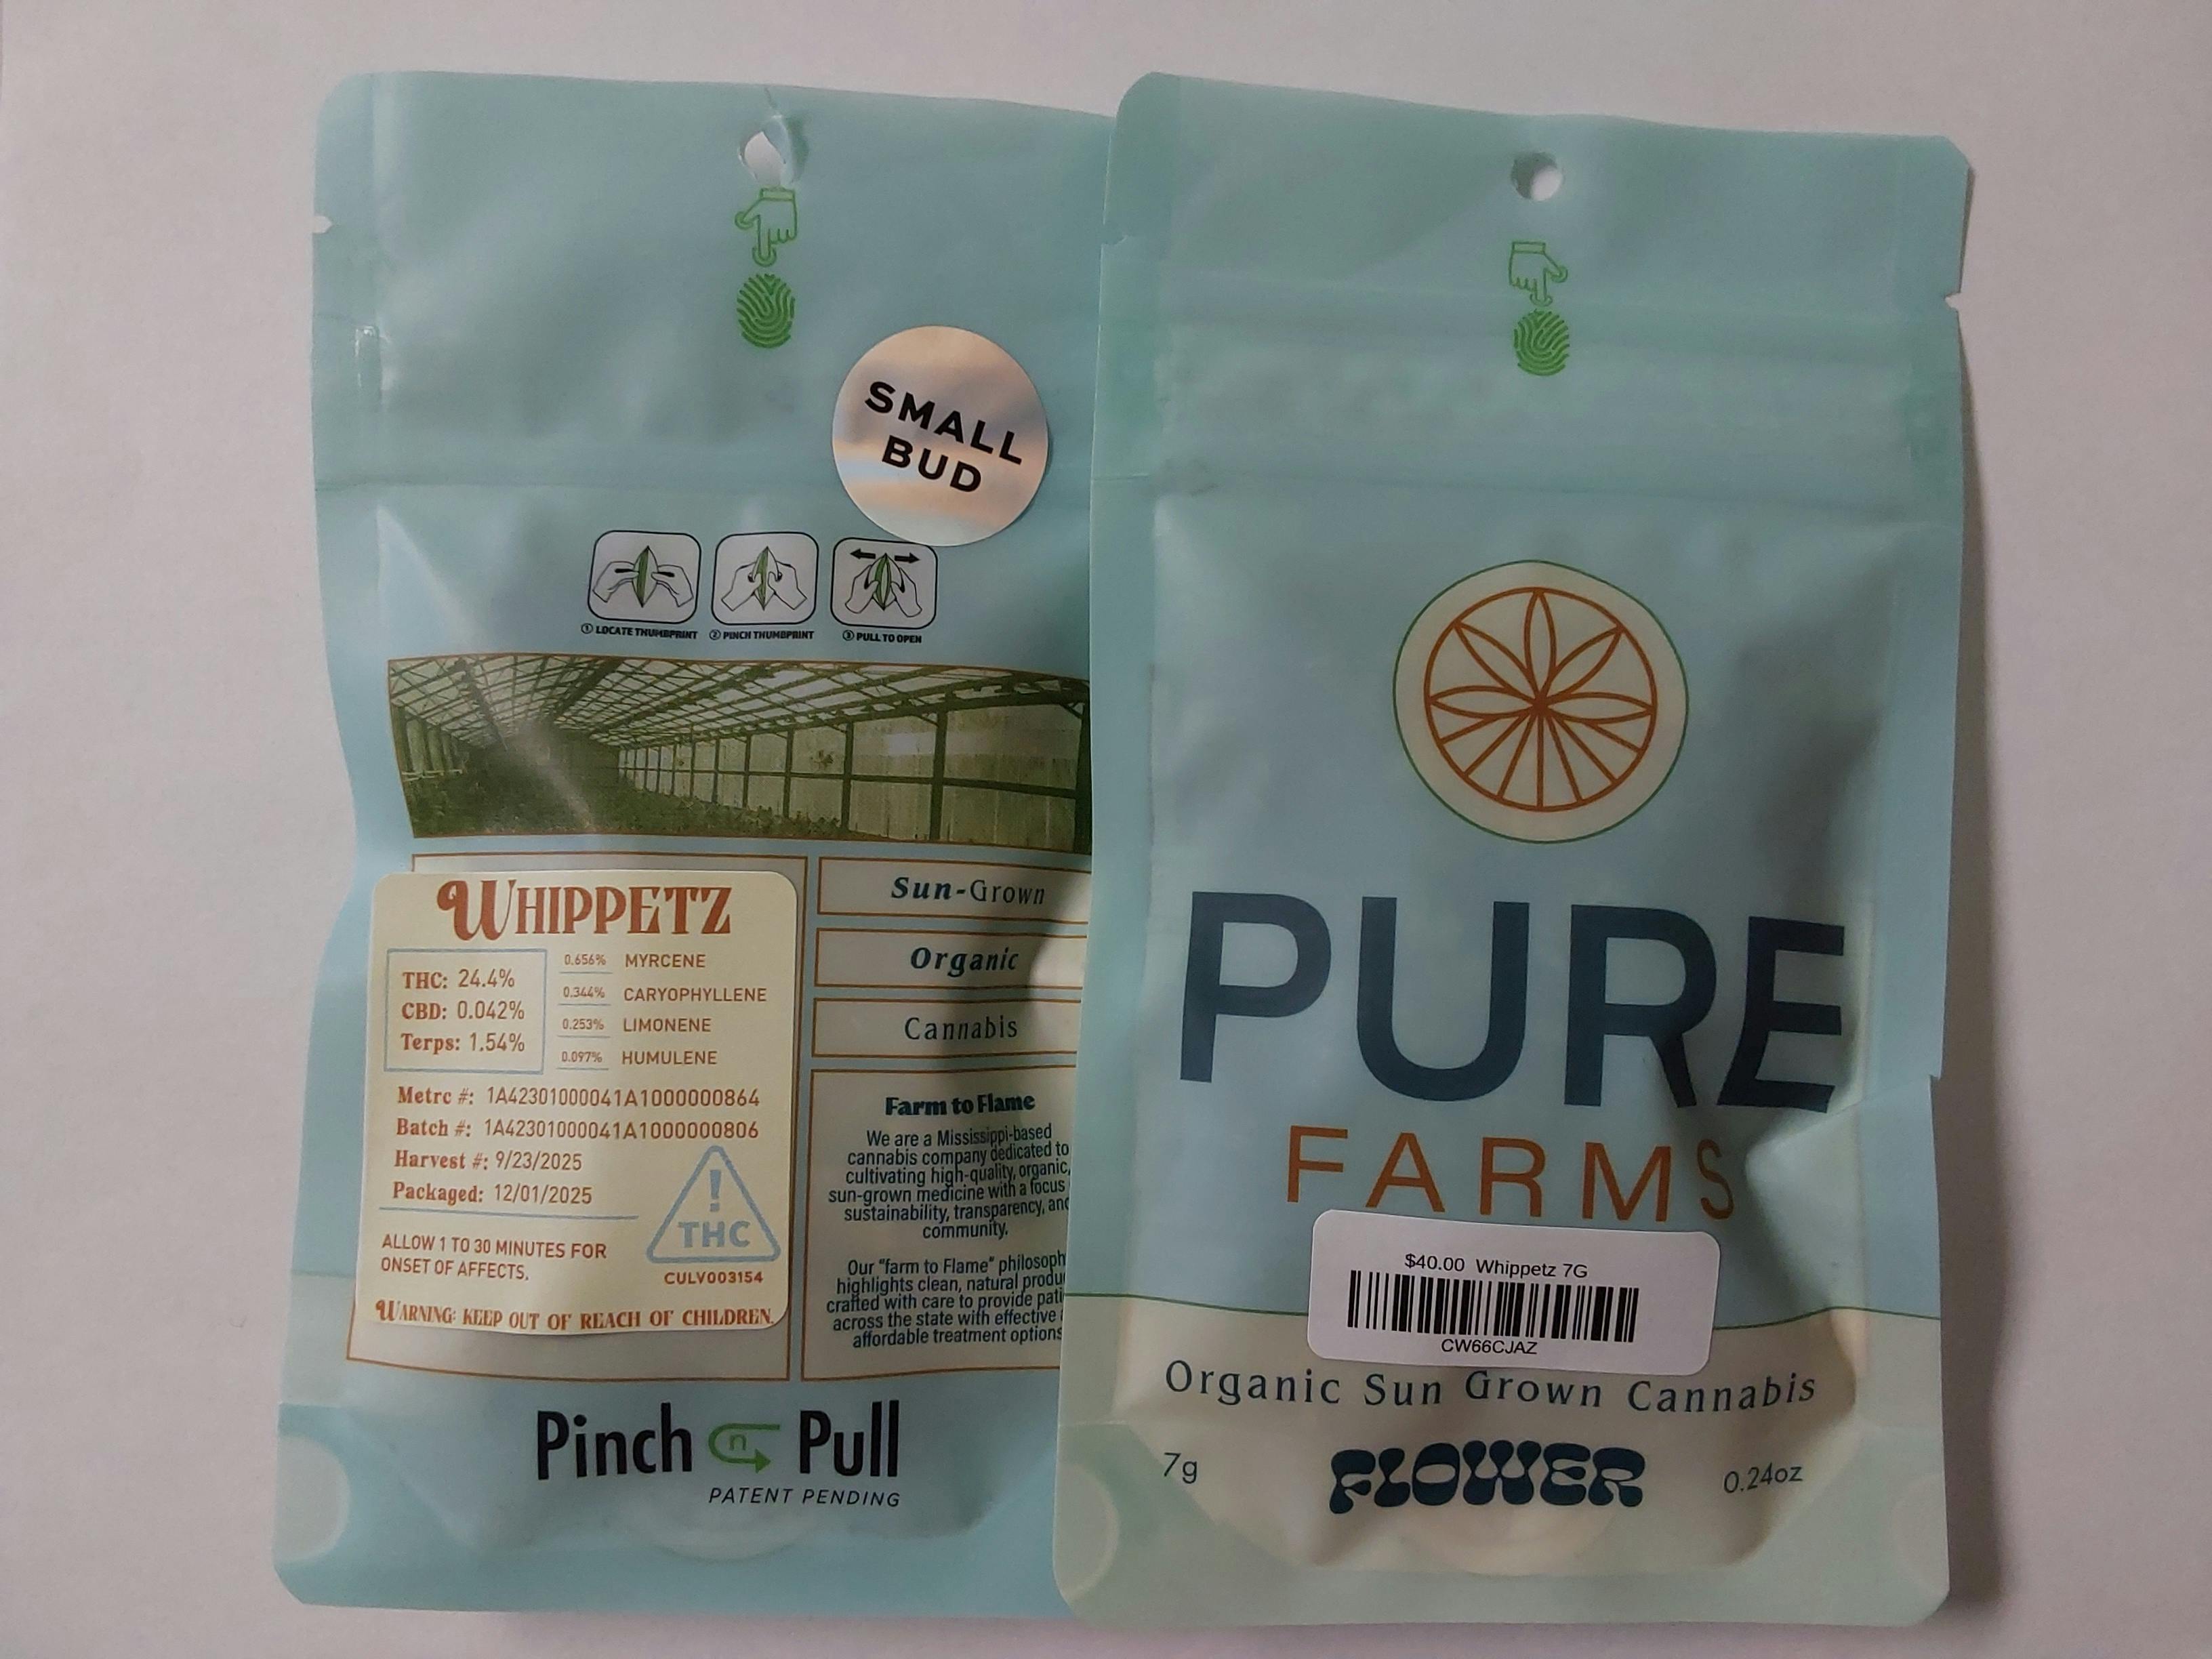 SMALL
BUD
① LOCATE THUMBPRINT ② PINCH THUMBPRINT ③ PULL TO OPEN
WHIPPETZ
THC: 24.4%
CBD: 0.042%
Terps: 1.54%
0.656% MYRCENE
0.344% CARYOPHYLLENE
0.253% LIMONENE
0.097% HUMULENE
Metrc #: 1A42301000041A1000000864
Batch #: 1A42301000041A1000000806
Harvest #: 9/23/2025
Packaged: 12/01/2025
ALLOW 1 TO 30 MINUTES FOR
ONSET OF AFFECTS.
!
THC
CULV003154
WARNING: KEEP OUT OF REACH OF CHILDREN.
Sun-Grown
Organic
Cannabis
Farm to Flame
We are a Mississippi-based
cannabis company dedicated to
cultivating high-quality, organic,
sun-grown medicine with a focus
sustainability, transparency, and
community.
Our "farm to Flame" philosoph
highlights clean, natural produ
crafted with care to provide pati
across the state with effective
affordable treatment options
Pinch n Pull
PATENT PENDING
PURE
FARMS
$40.00 Whippetz 7G
CW66CJAZ
Organic Sun Grown Cannabis
7g FLOWER 0.24oz